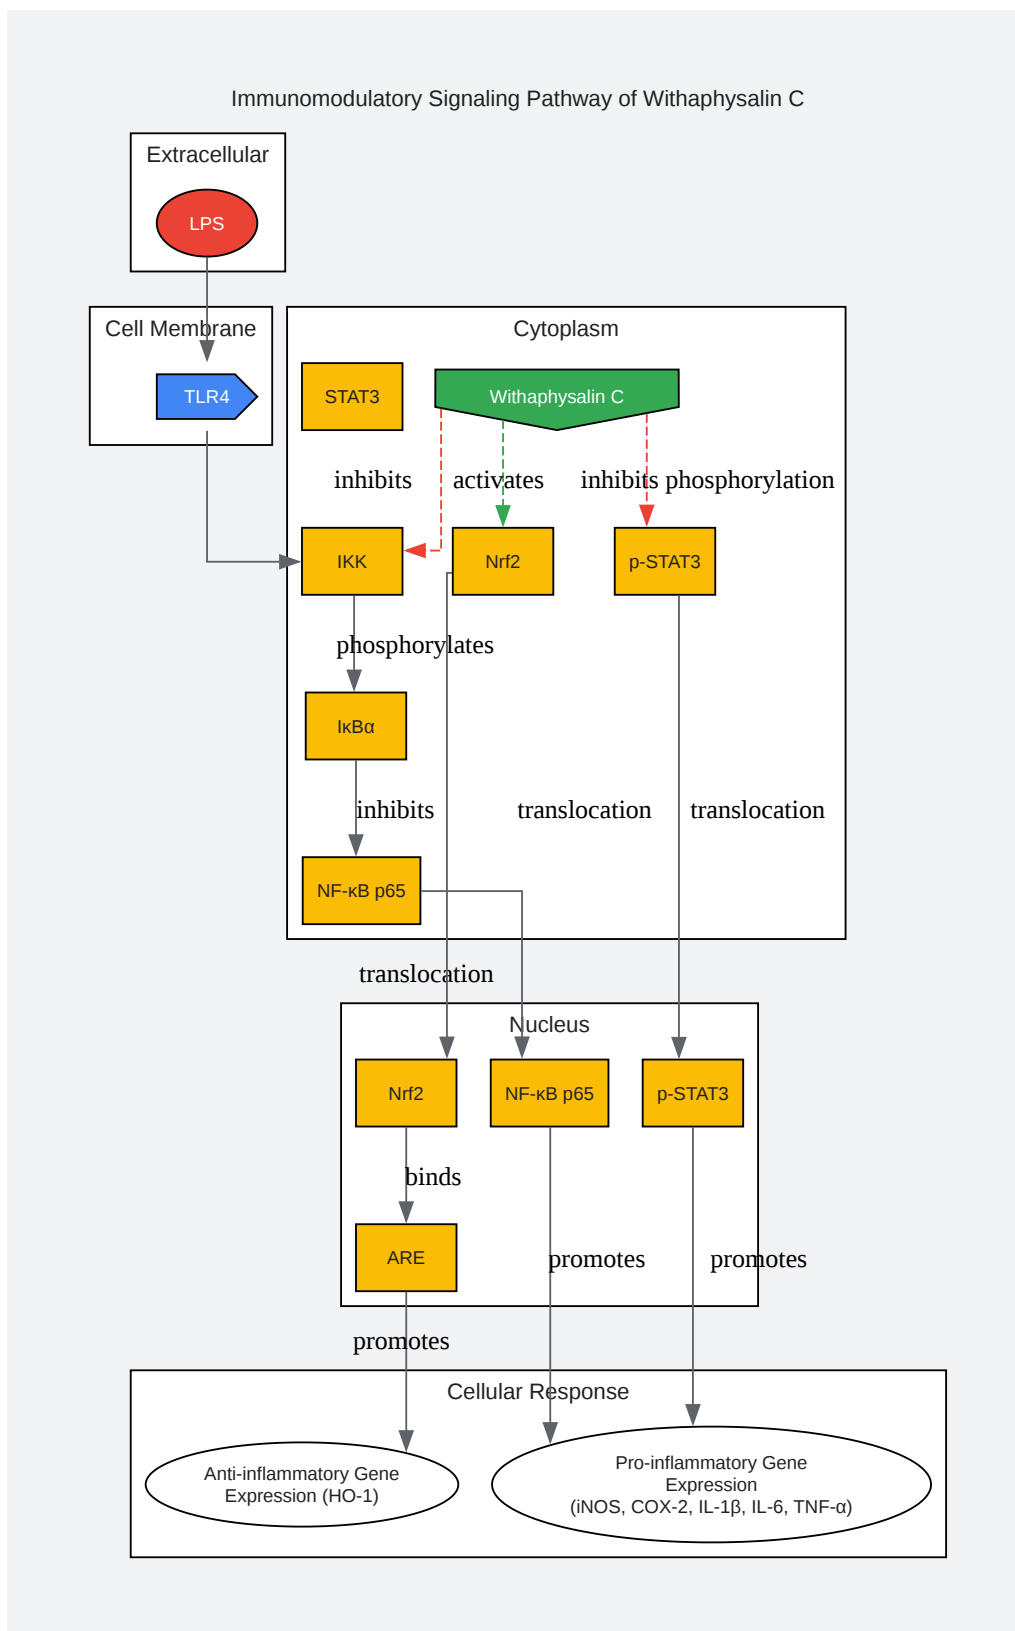 Immunomodulatory Signaling Pathway of Withaphysalin C
Extracellular
LPS
Cell Membrane
TLR4
Cytoplasm
STAT3
Withaphysalin C
inhibits
activates
inhibits phosphorylation
IKK
Nrf2
p-STAT3
phosphorylates
IκBα
inhibits
translocation
translocation
NF-κB p65
translocation
Nucleus
Nrf2
NF-κB p65
p-STAT3
binds
ARE
promotes
promotes
promotes
Cellular Response
Anti-inflammatory Gene
Expression (HO-1)
Pro-inflammatory Gene
Expression
(iNOS, COX-2, IL-1β, IL-6, TNF-α)